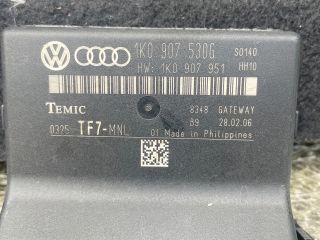 1K0 907 530G S0140
HW: 1K0 907 951 HH10
TEMIC 8348 GATEWAY
0325 TF7-MNL 89 28.02.06
01 Made in Philippines